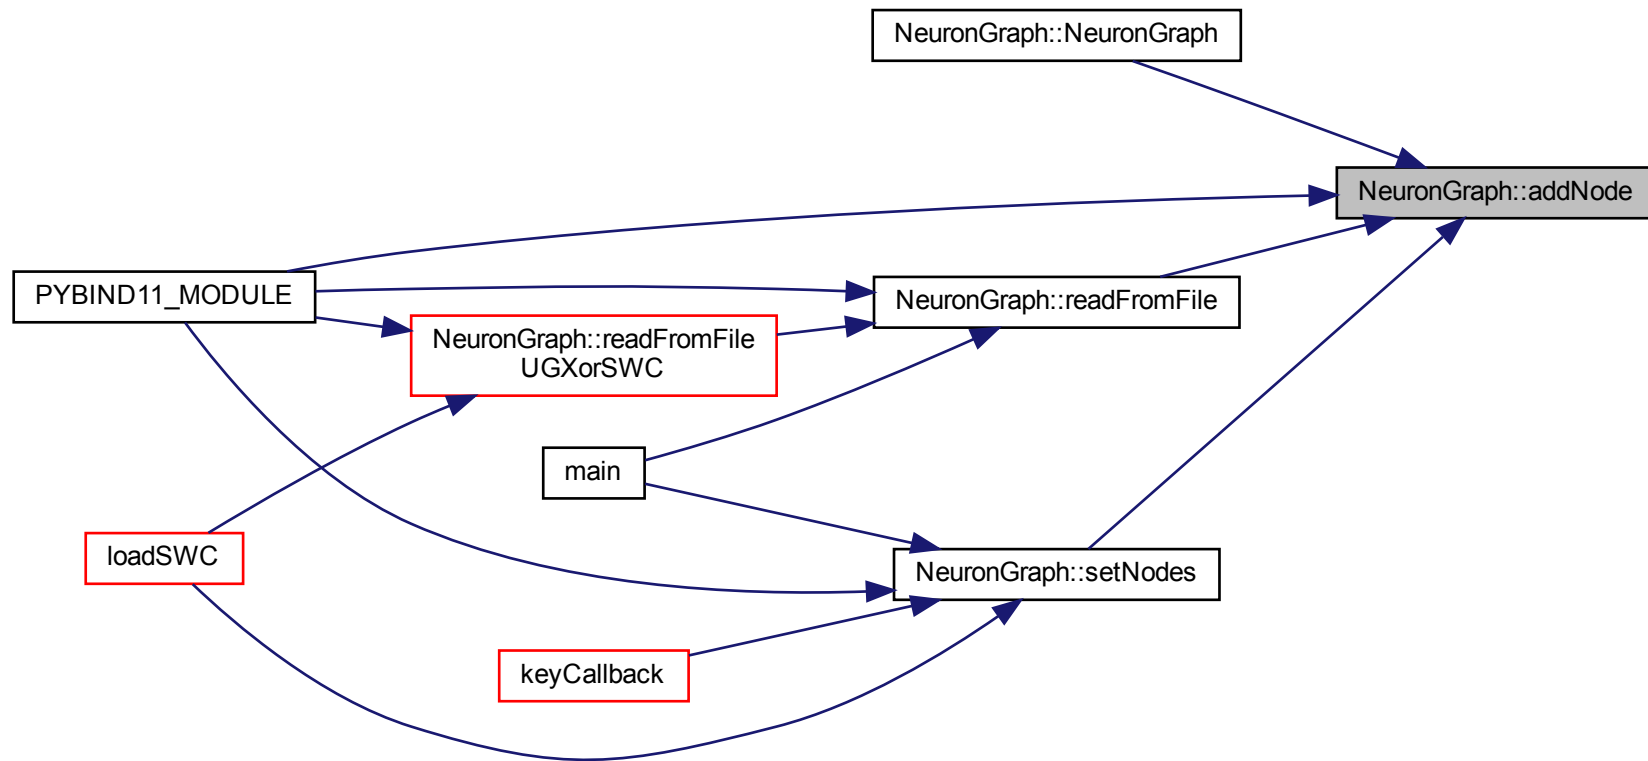 NeuronGraph::NeuronGraph
NeuronGraph::addNode
PYBIND11_MODULE
NeuronGraph::readFromFile
NeuronGraph::readFromFile
UGXorSWC
main
loadSWC
NeuronGraph::setNodes
keyCallback